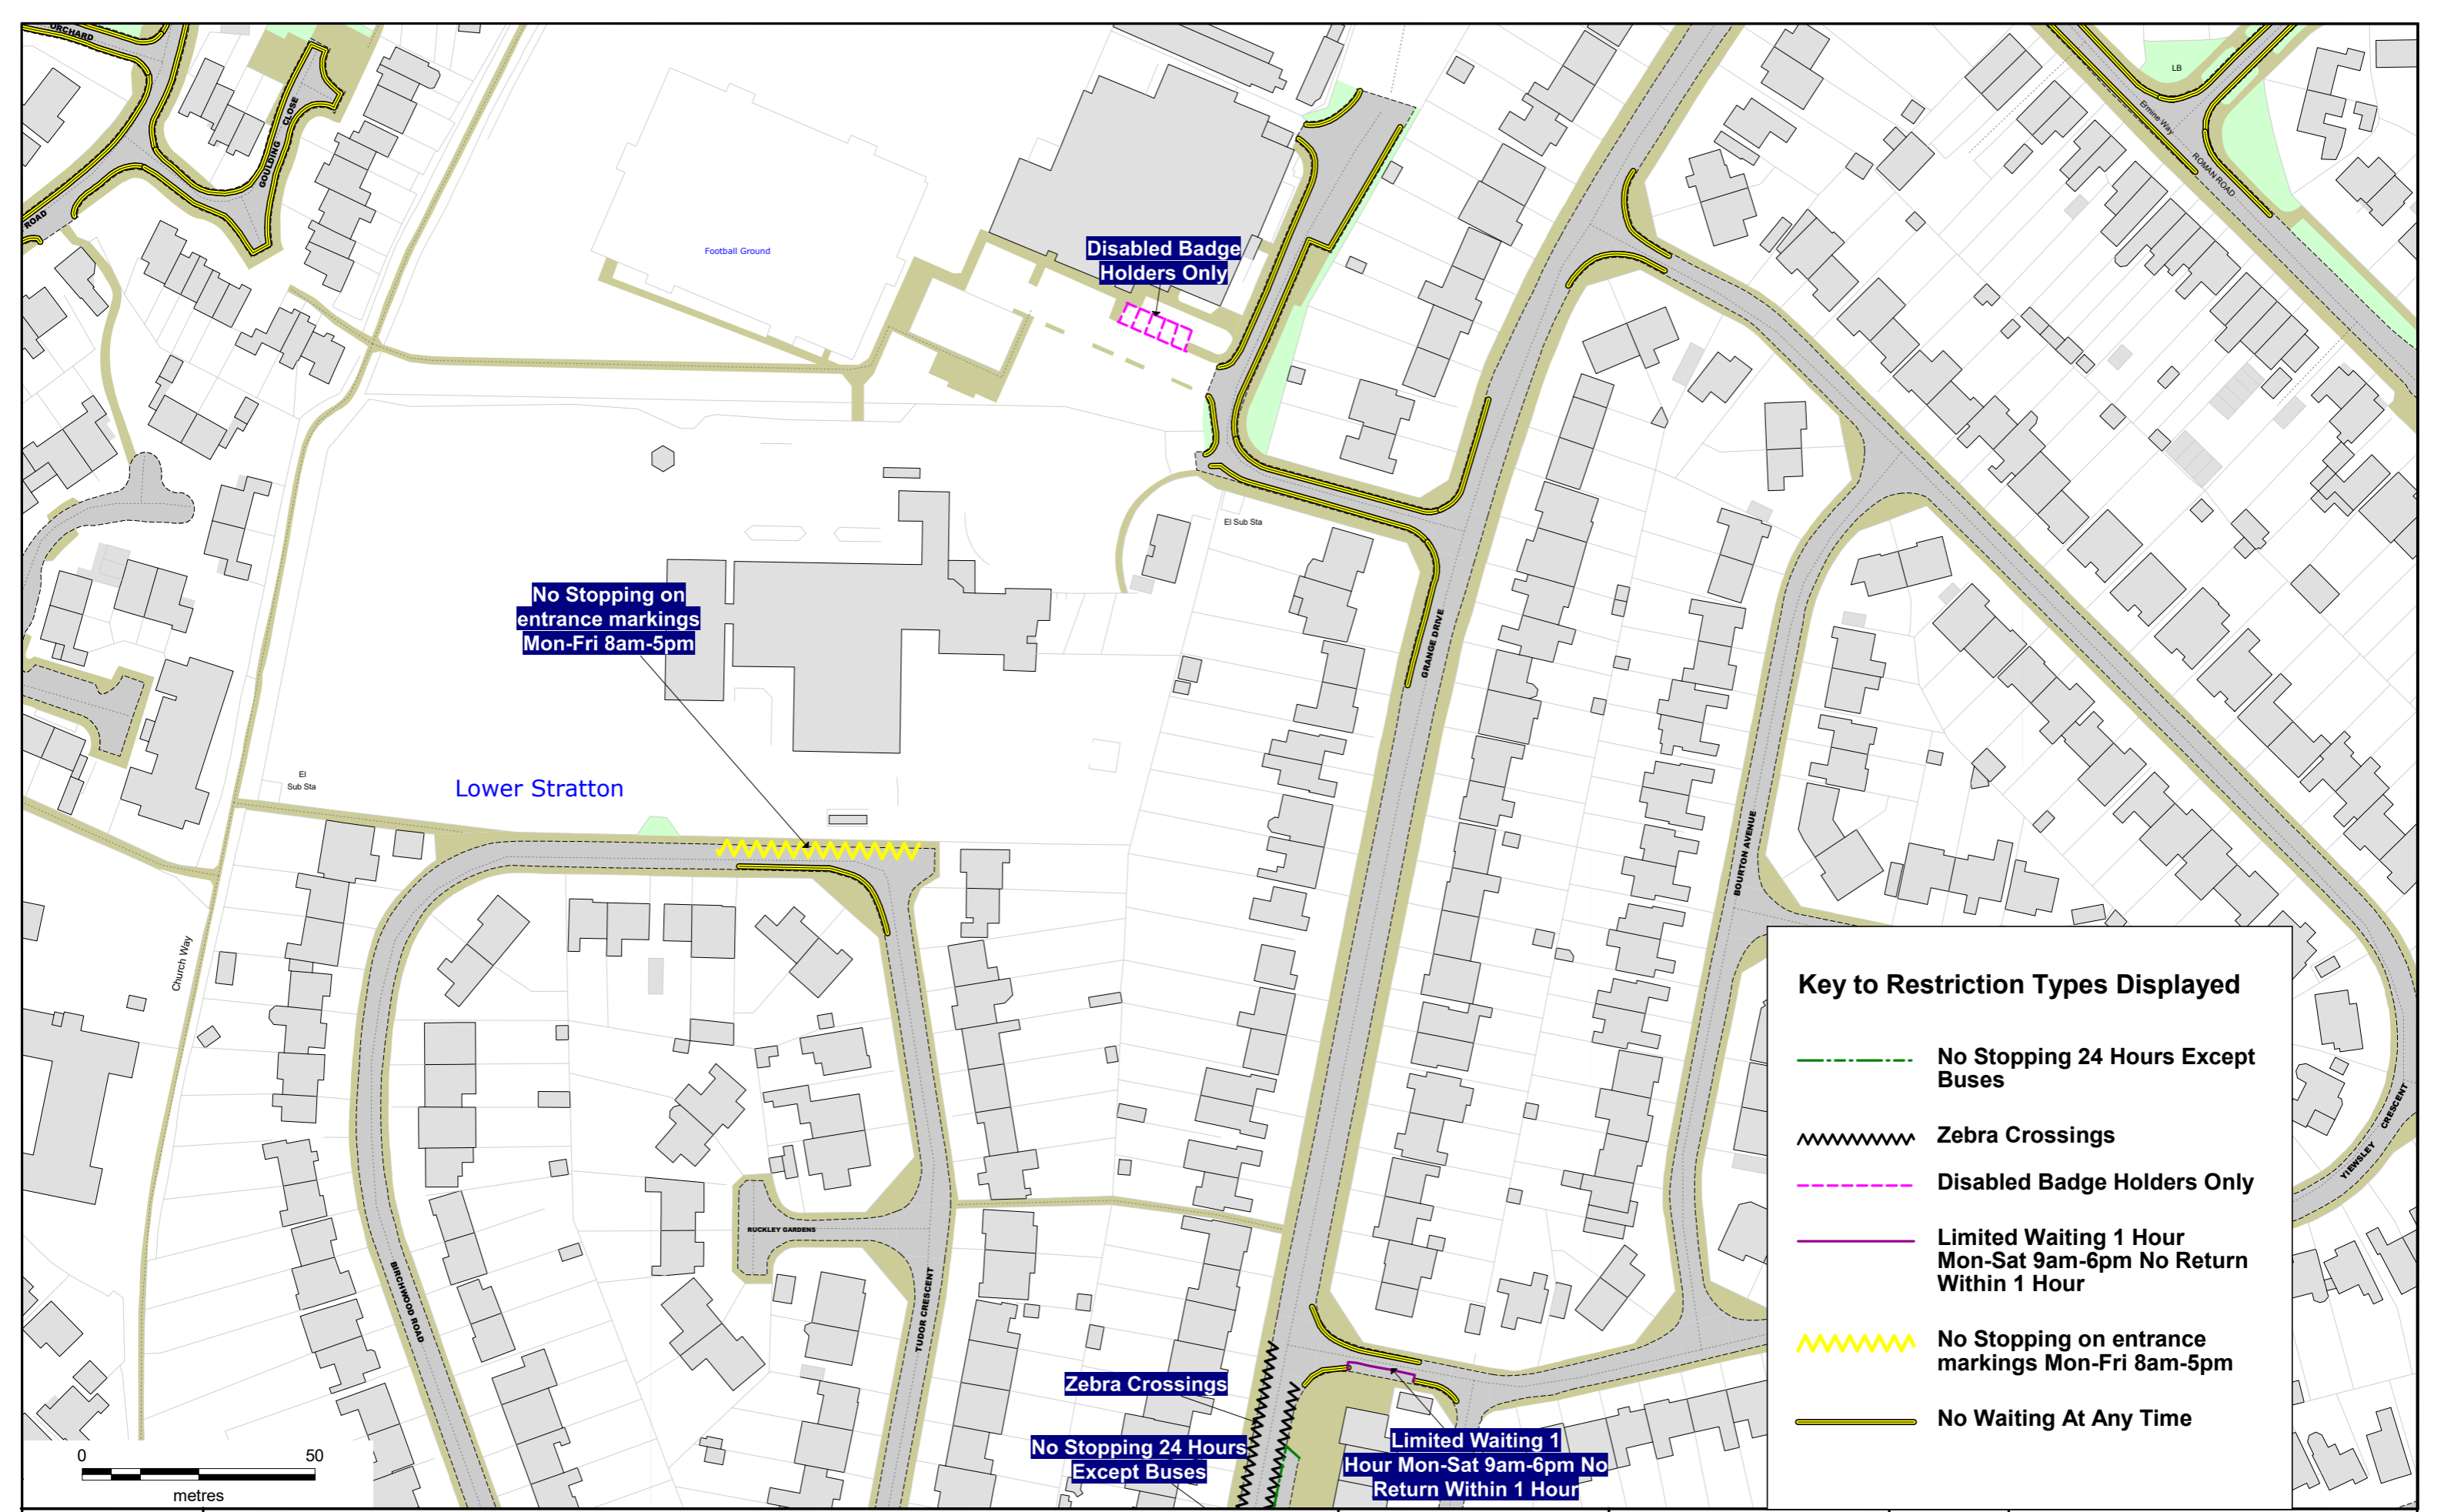 ORCHARD
CLOSE
GOULDING
ROAD
Football Ground
Disabled Badge
Holders Only
LB
Ermine Way
ROMAN ROAD
El Sub Sta
No Stopping on
entrance markings
Mon-Fri 8am-5pm
GRANGE DRIVE
El
Sub Sta
Lower Stratton
BOURTON AVENUE
Church Way
RUCKLEY GARDENS
BIRCHWOOD ROAD
TUDOR CRESCENT
YIEWSLEY CRESCENT
Zebra Crossings
No Stopping 24 Hours
Except Buses
Limited Waiting 1
Hour Mon-Sat 9am-6pm No
Return Within 1 Hour
0 50
metres
Key to Restriction Types Displayed
No Stopping 24 Hours Except
Buses
Zebra Crossings
Disabled Badge Holders Only
Limited Waiting 1 Hour
Mon-Sat 9am-6pm No Return
Within 1 Hour
No Stopping on entrance
markings Mon-Fri 8am-5pm
No Waiting At Any Time